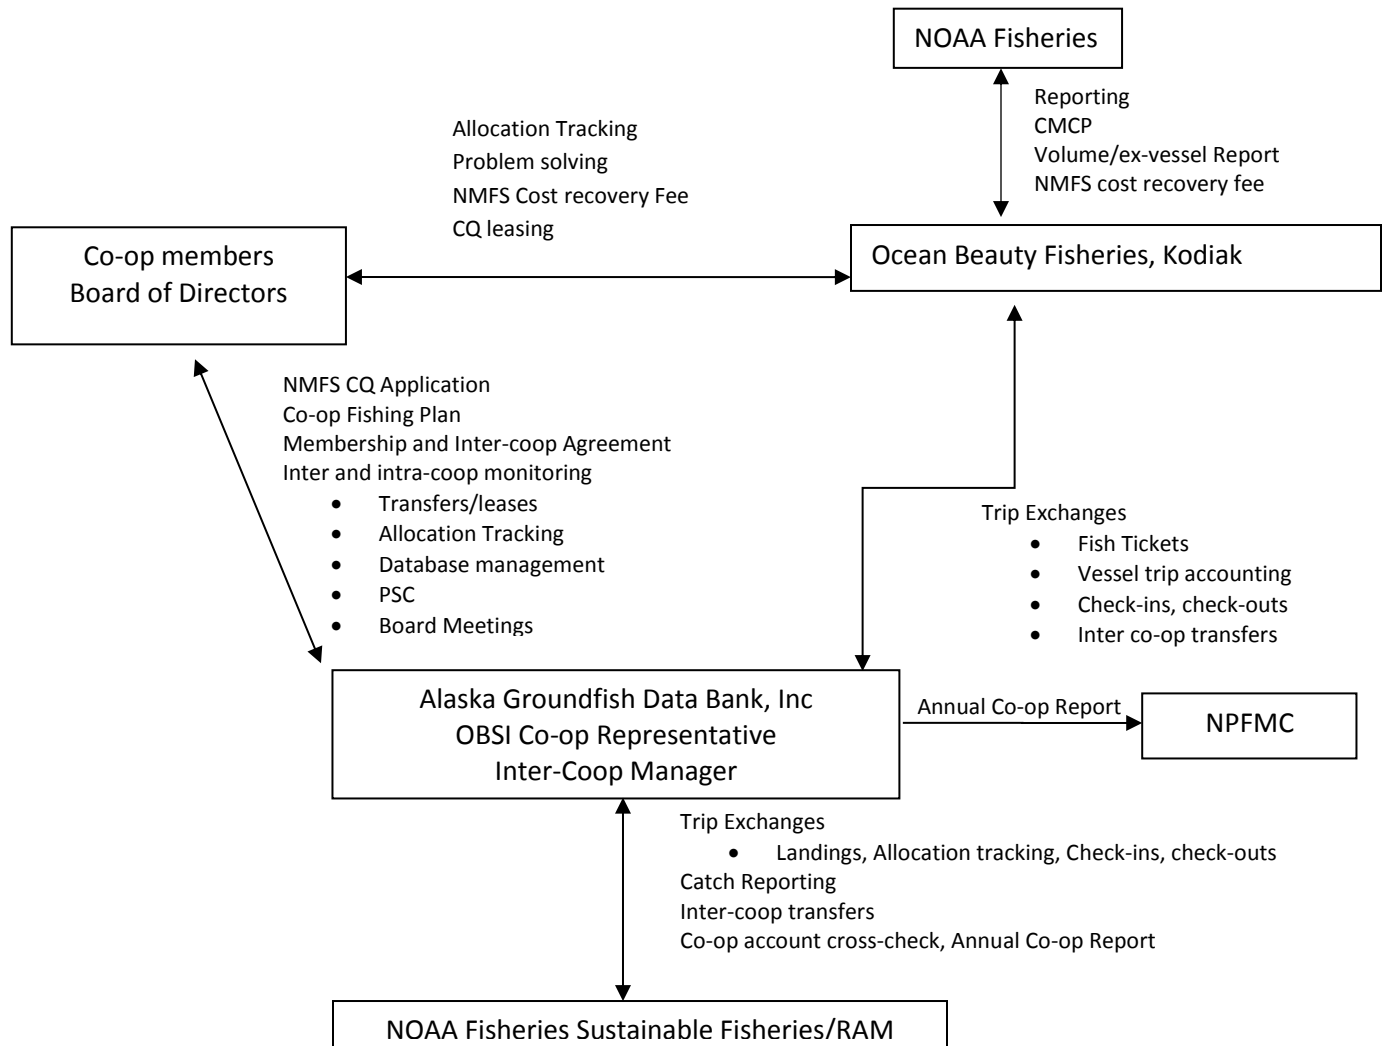 NOAA Fisheries
Reporting
CMCP
Volume/ex-vessel Report
NMFS cost recovery fee
Allocation Tracking
Problem solving
NMFS Cost recovery Fee
CQ leasing
Co-op members
Board of Directors
Ocean Beauty Fisheries, Kodiak
NMFS CQ Application
Co-op Fishing Plan
Membership and Inter-coop Agreement
Inter and intra-coop monitoring
• Transfers/leases
• Allocation Tracking
• Database management
• PSC
• Board Meetings
Trip Exchanges
• Fish Tickets
• Vessel trip accounting
• Check-ins, check-outs
• Inter co-op transfers
Alaska Groundfish Data Bank, Inc
OBSI Co-op Representative
Inter-Coop Manager
Annual Co-op Report
NPFMC
Trip Exchanges
• Landings, Allocation tracking, Check-ins, check-outs
Catch Reporting
Inter-coop transfers
Co-op account cross-check, Annual Co-op Report
NOAA Fisheries Sustainable Fisheries/RAM